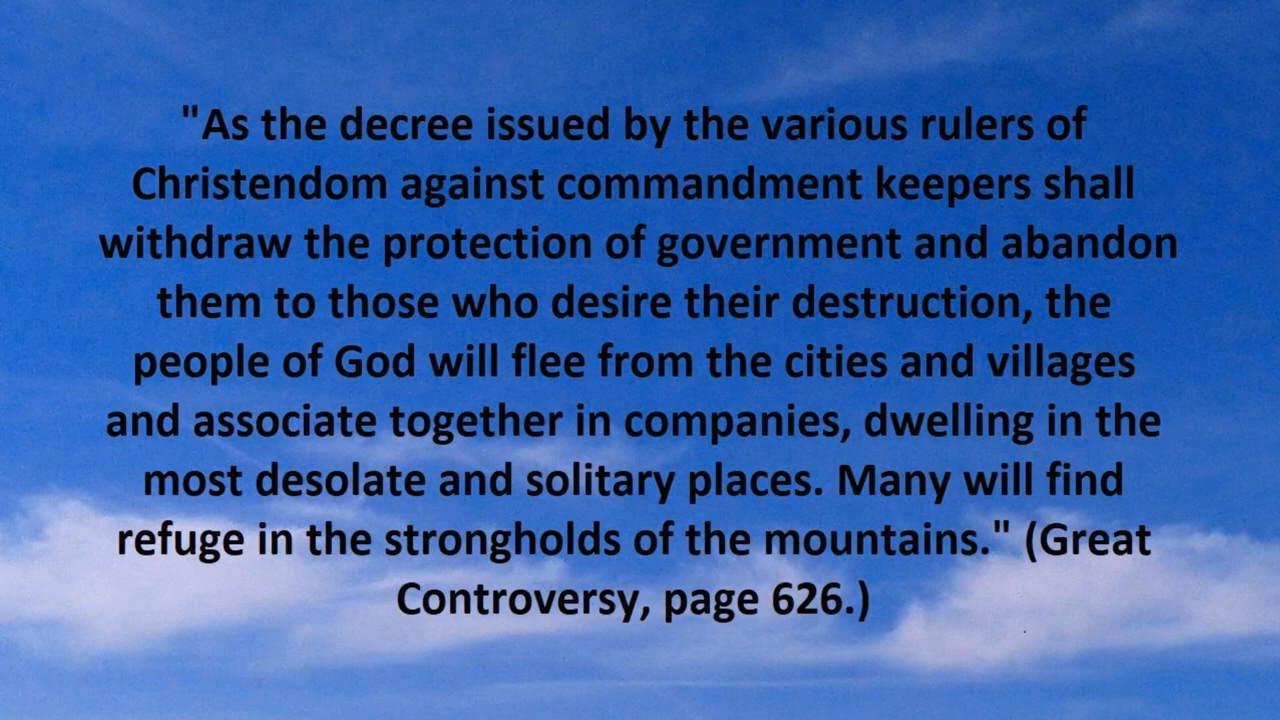 "As the decree issued by the various rulers of
Christendom against commandment keepers shall
withdraw the protection of government and abandon
them to those who desire their destruction, the
people of God will flee from the cities and villages
and associate together in companies, dwelling in the
most desolate and solitary places. Many will find
refuge in the strongholds of the mountains." (Great
Controversy, page 626.)